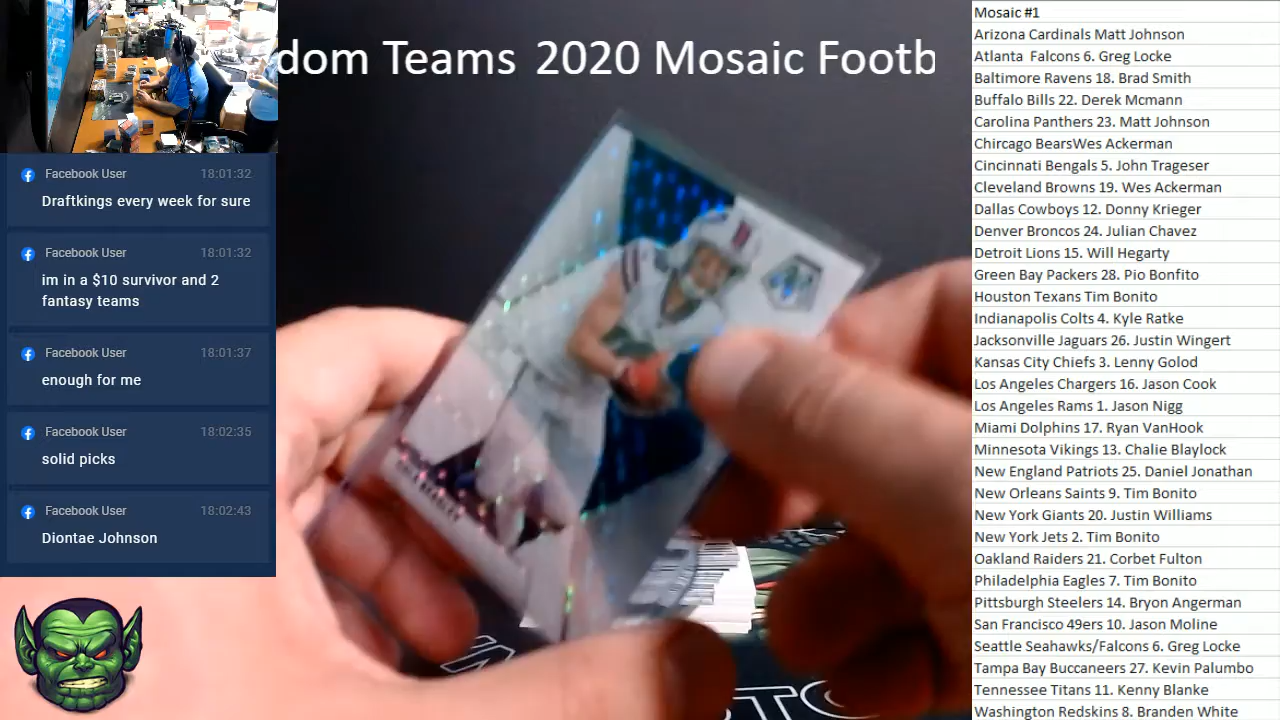 dom Teams 2020 Mosaic Footb
Facebook User 18:01:32
Draftkings every week for sure
Facebook User 18:01:32
im in a $10 survivor and 2
fantasy teams
Facebook User 18:01:37
enough for me
Facebook User 18:02:35
solid picks
Facebook User 18:02:43
Diontae Johnson
Mosaic #1
Arizona Cardinals Matt Johnson
Atlanta  Falcons 6. Greg Locke
Baltimore Ravens 18. Brad Smith
Buffalo Bills 22. Derek Mcmann
Carolina Panthers 23. Matt Johnson
Chircago BearsWes Ackerman
Cincinnati Bengals 5. John Trageser
Cleveland Browns 19. Wes Ackerman
Dallas Cowboys 12. Donny Krieger
Denver Broncos 24. Julian Chavez
Detroit Lions 15. Will Hegarty
Green Bay Packers 28. Pio Bonfito
Houston Texans Tim Bonito
Indianapolis Colts 4. Kyle Ratke
Jacksonville Jaguars 26. Justin Wingert
Kansas City Chiefs 3. Lenny Golod
Los Angeles Chargers 16. Jason Cook
Los Angeles Rams 1. Jason Nigg
Miami Dolphins 17. Ryan VanHook
Minnesota Vikings 13. Chalie Blaylock
New England Patriots 25. Daniel Jonathan
New Orleans Saints 9. Tim Bonito
New York Giants 20. Justin Williams
New York Jets 2. Tim Bonito
Oakland Raiders 21. Corbet Fulton
Philadelphia Eagles 7. Tim Bonito
Pittsburgh Steelers 14. Bryon Angerman
San Francisco 49ers 10. Jason Moline
Seattle Seahawks/Falcons 6. Greg Locke
Tampa Bay Buccaneers 27. Kevin Palumbo
Tennessee Titans 11. Kenny Blanke
Washington Redskins 8. Branden White